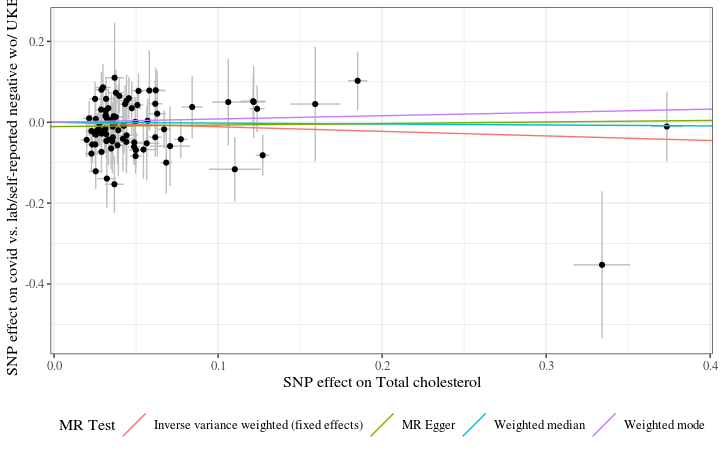 SNP effect on covid vs. lab/self-reported negative wo/ UKE
0.2
0.0
-0.2
-0.4
0.0 0.1 0.2 0.3 0.4
SNP effect on Total cholesterol
MR Test Inverse variance weighted (fixed effects) MR Egger Weighted median Weighted mode